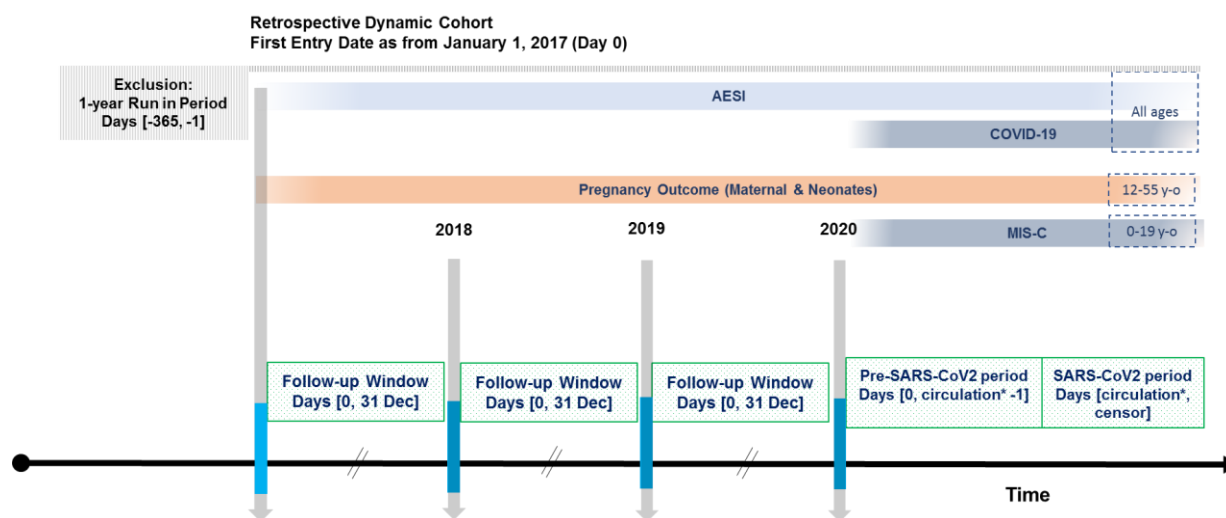 Retrospective Dynamic Cohort
First Entry Date as from January 1, 2017 (Day 0)
Exclusion:
1-year Run in Period
Days [-365, -1]
AESI
All ages
COVID-19
Pregnancy Outcome (Maternal & Neonates)
12-55 y-o
2018
2019
2020
MIS-C
0-19 y-o
Follow-up Window
Days [0, 31 Dec]
Follow-up Window
Days [0, 31 Dec]
Follow-up Window
Days [0, 31 Dec]
Pre-SARS-CoV2 period
Days [0, circulation* -1]
SARS-CoV2 period
Days [circulation*,
censor]
Time